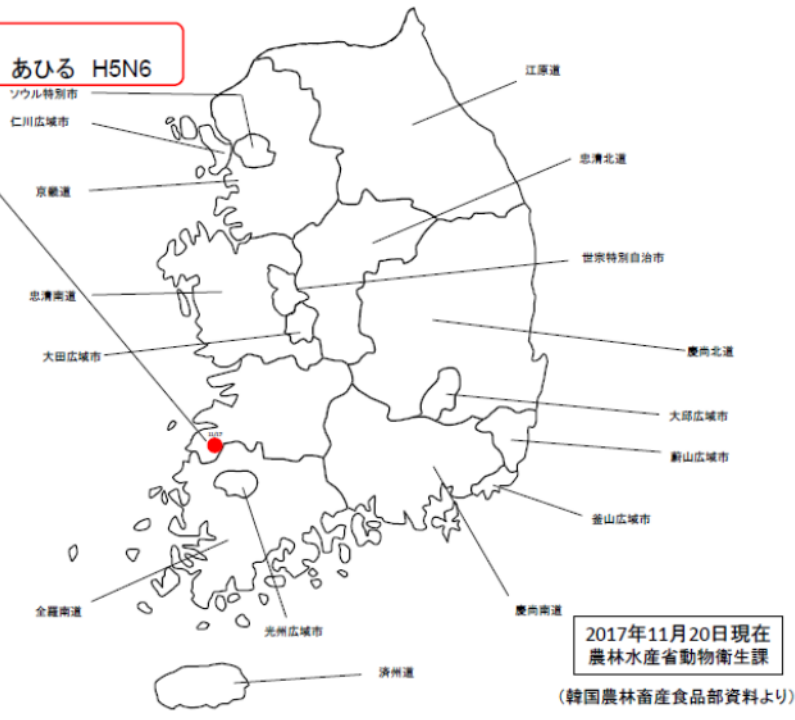 あひる H5N6
ソウル特別市
江原道
仁川広域市
忠清北道
京畿道
世宗特別自治市
忠清南道
慶尚北道
大田広域市
大邱広域市
蔚山広域市
釜山広域市
全羅南道
慶尚南道
光州広域市
2017年11月20日現在
農林水産省動物衛生課
済州道
(韓国農林畜産食品部資料より)